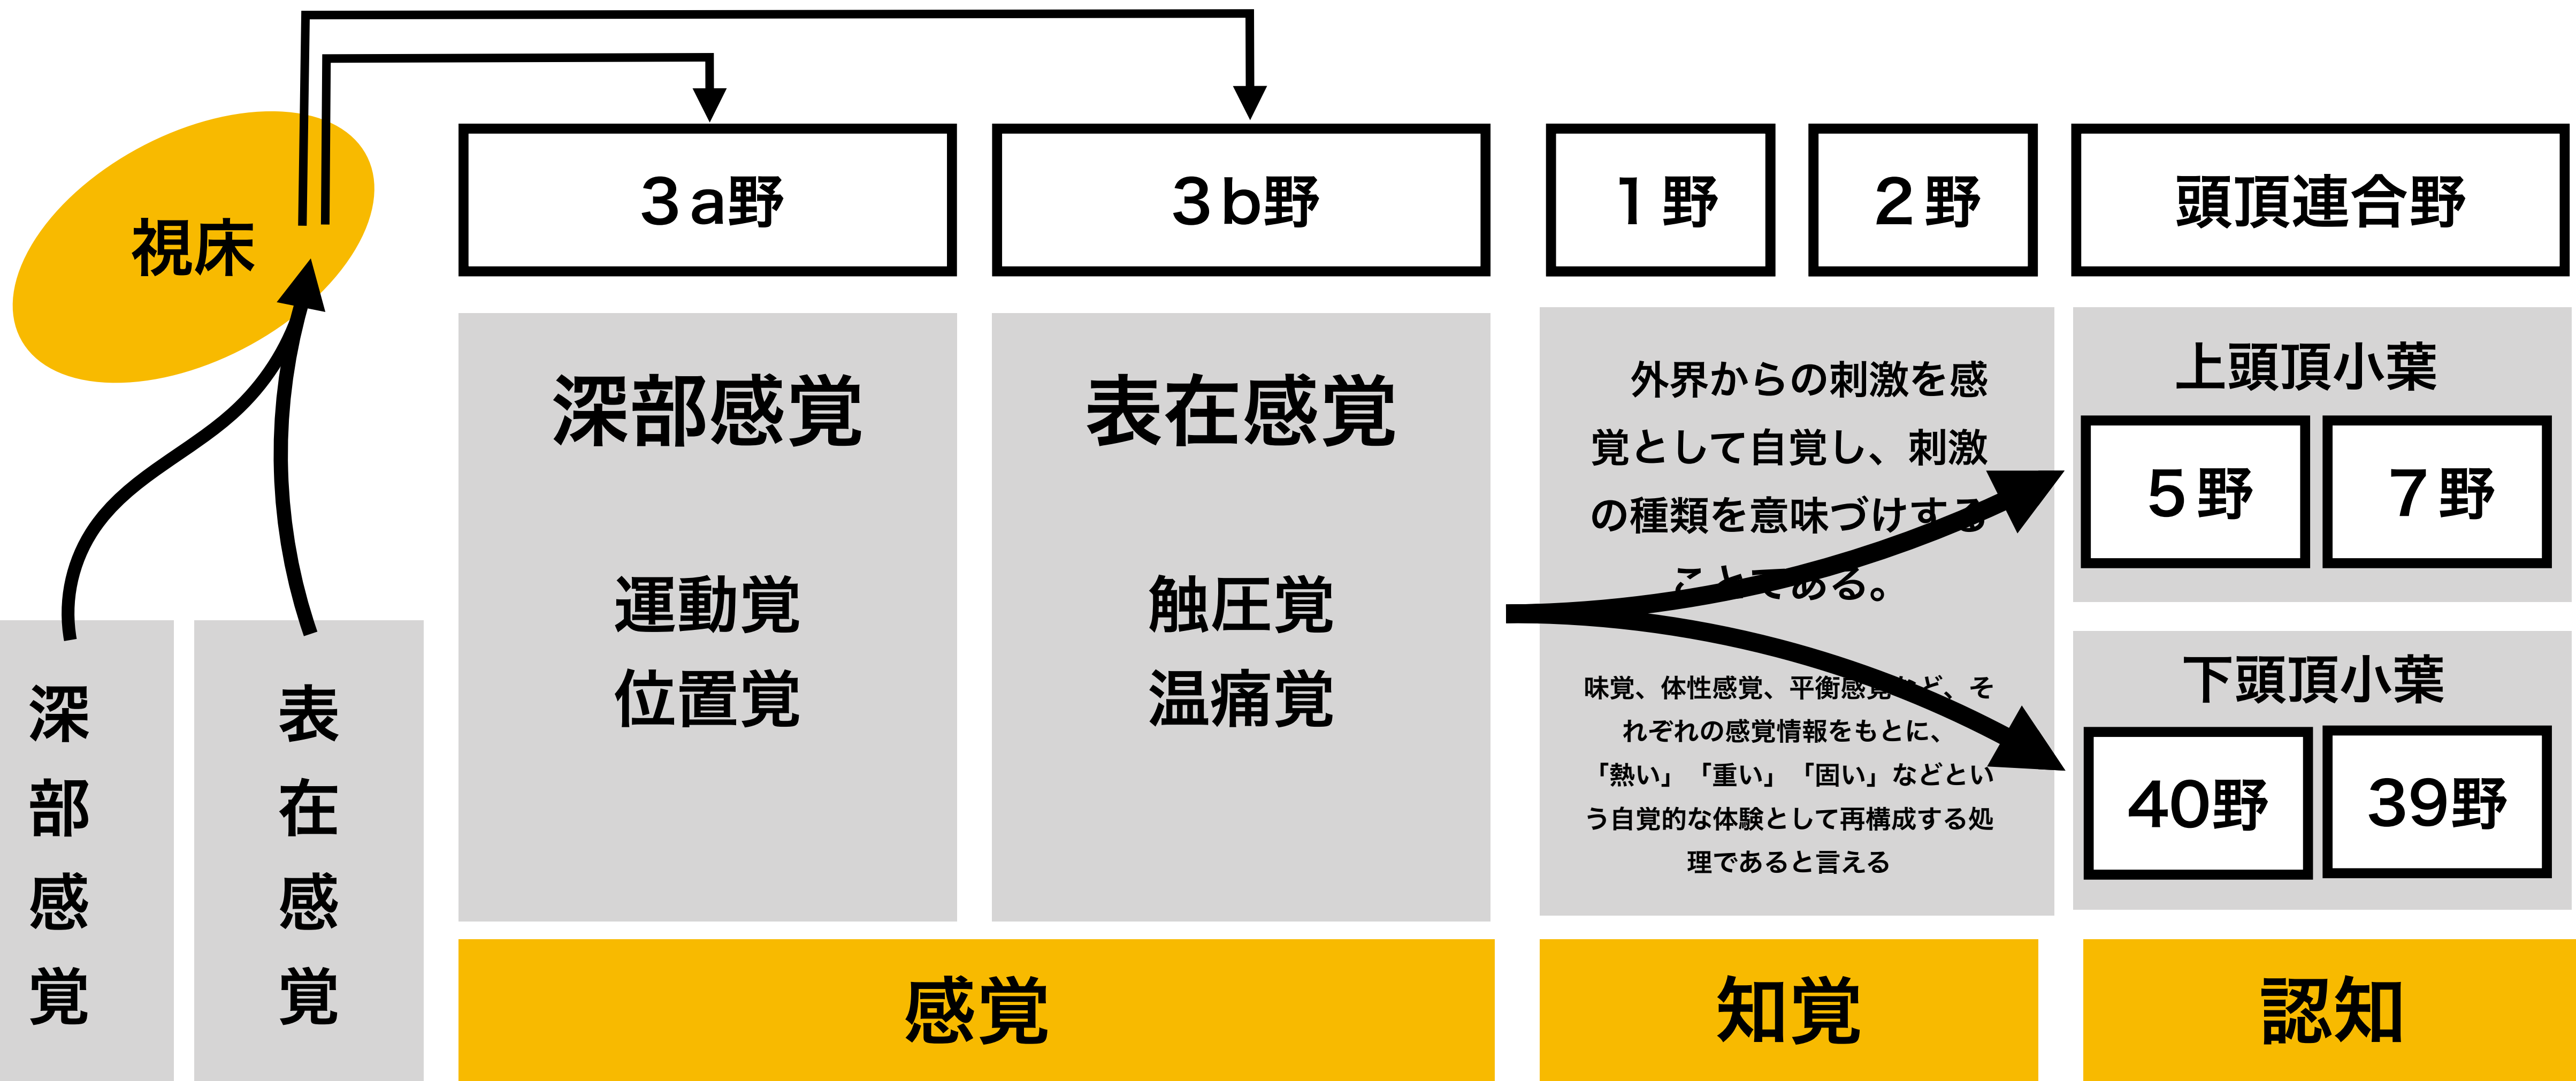 視床
３a野
３b野
１野
２野
頭頂連合野
深部感覚
運動覚
位置覚
表在感覚
触圧覚
温痛覚
外界からの刺激を感
覚として自覚し、刺激
の種類を意味づけする
ことである。
味覚、体性感覚、平衡感覚など、そ
れぞれの感覚情報をもとに、
「熱い」「重い」「固い」などとい
う自覚的な体験として再構成する処
理であると言える
上頭頂小葉
５野
７野
下頭頂小葉
40野
39野
深部感覚
表在感覚
感覚
知覚
認知